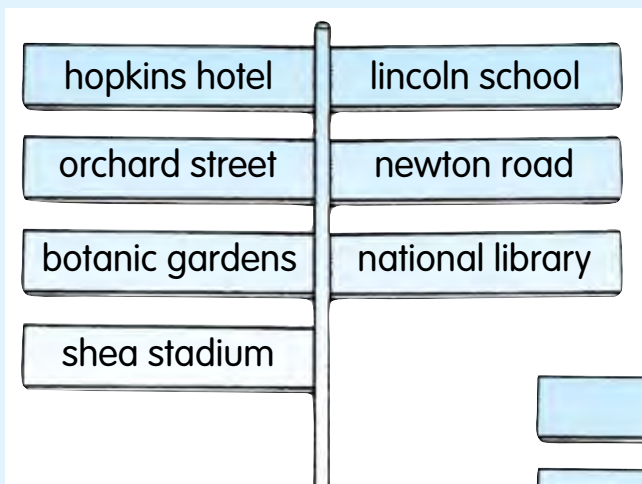 hopkins hotel
lincoln school
orchard street
newton road
botanic gardens
national library
shea stadium